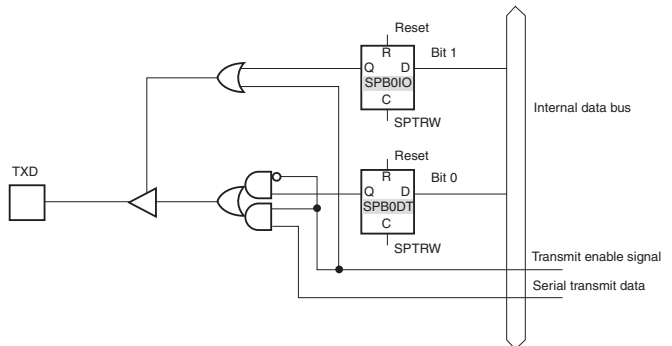 Reset
R
Bit 1
Q D
SPB0IO
C
SPTRW
Internal data bus
Reset
TXD
R
Bit 0
Q D
SPB0DT
C
SPTRW
Transmit enable signal
Serial transmit data